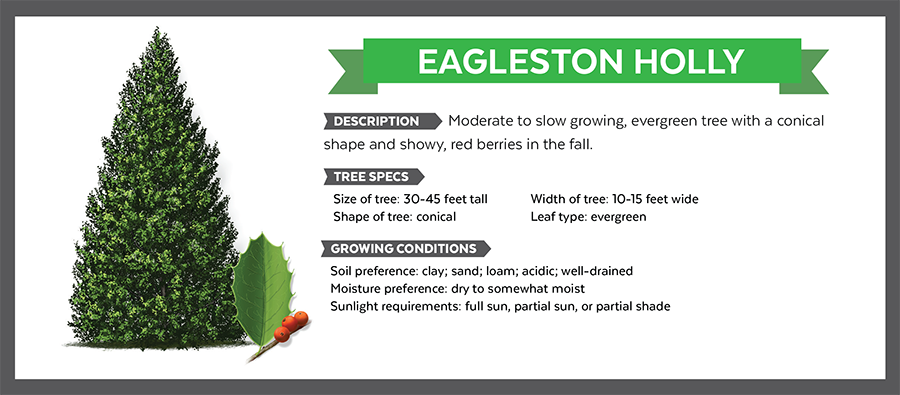 EAGLESTON HOLLY
DESCRIPTION Moderate to slow growing, evergreen tree with a conical
shape and showy, red berries in the fall.
TREE SPECS
Size of tree: 30-45 feet tall Width of tree: 10-15 feet wide
Shape of tree: conical Leaf type: evergreen
GROWING CONDITIONS
Soil preference: clay; sand; loam; acidic; well-drained
Moisture preference: dry to somewhat moist
Sunlight requirements: full sun, partial sun, or partial shade